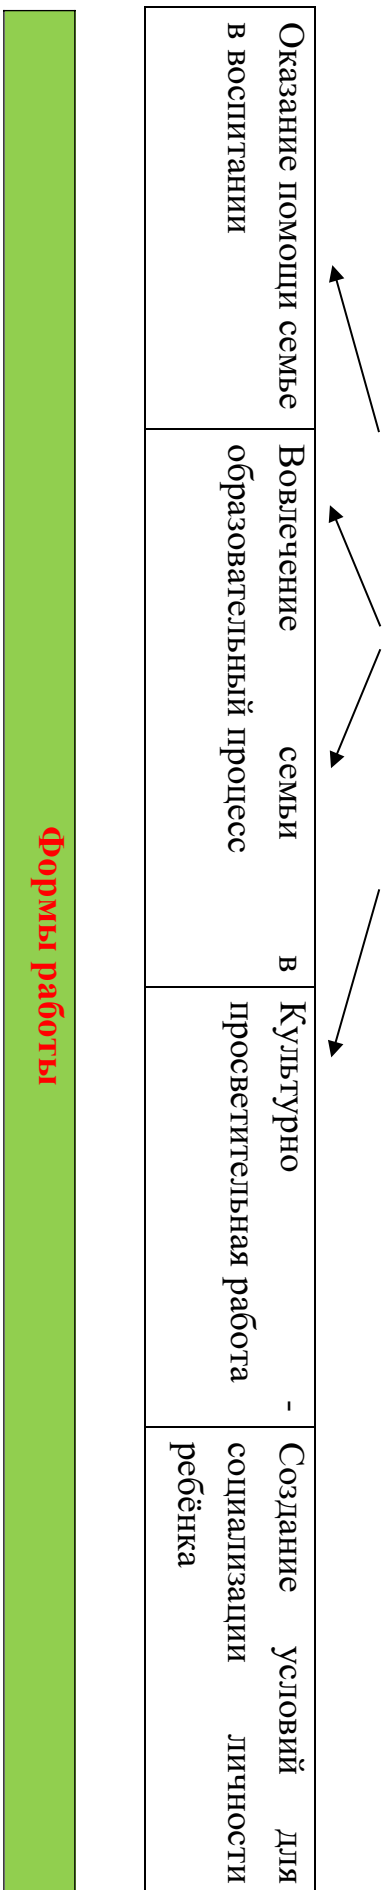 Оказание помощи семье
в воспитании
Вовлечение семьи в
образовательный процесс
Культурно -
просветительная работа
Создание условий для
социализации личности
ребёнка
Формы работы